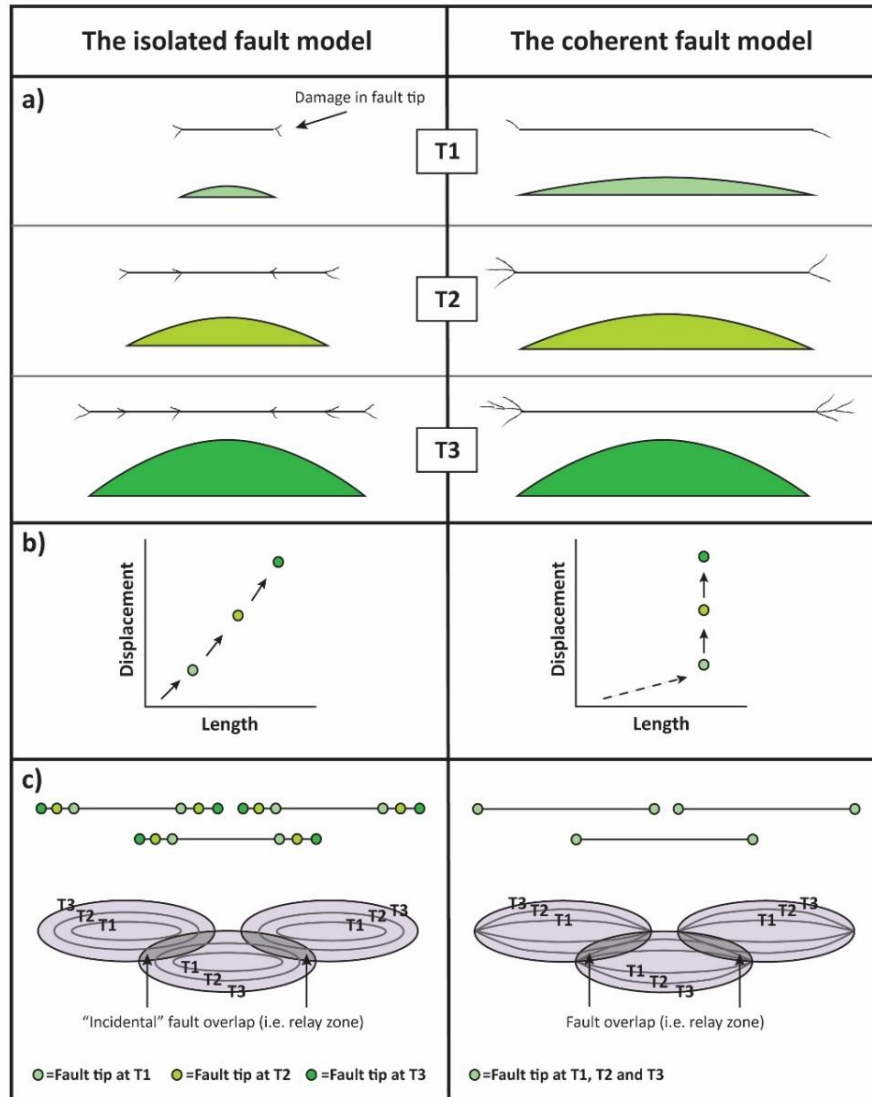 The isolated fault model
The coherent fault model
a)
Damage in fault tip
T1
T2
T3
b)
Displacement
Length
Displacement
Length
c)
T3
T2
T1
T1
T2
T3
T1
T2
T3
"Incidental" fault overlap (i.e. relay zone)
T3
T2
T1
T1
T2
T3
T1
T2
T3
Fault overlap (i.e. relay zone)
=Fault tip at T1 =Fault tip at T2 =Fault tip at T3
=Fault tip at T1, T2 and T3